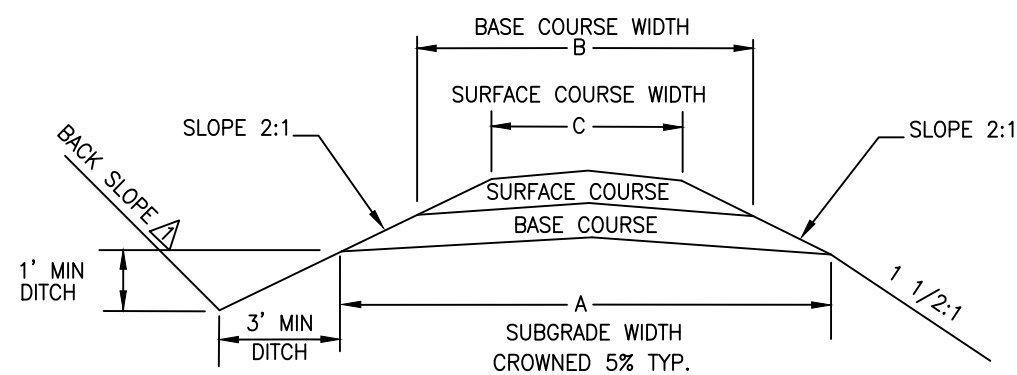 BASE COURSE WIDTH
B
SURFACE COURSE WIDTH
C
SLOPE 2:1
SLOPE 2:1
BACK SLOPE 1
SURFACE COURSE
BASE COURSE
1' MIN
DITCH
3' MIN
DITCH
A
SUBGRADE WIDTH
CROWNED 5% TYP.
1 1/2:1